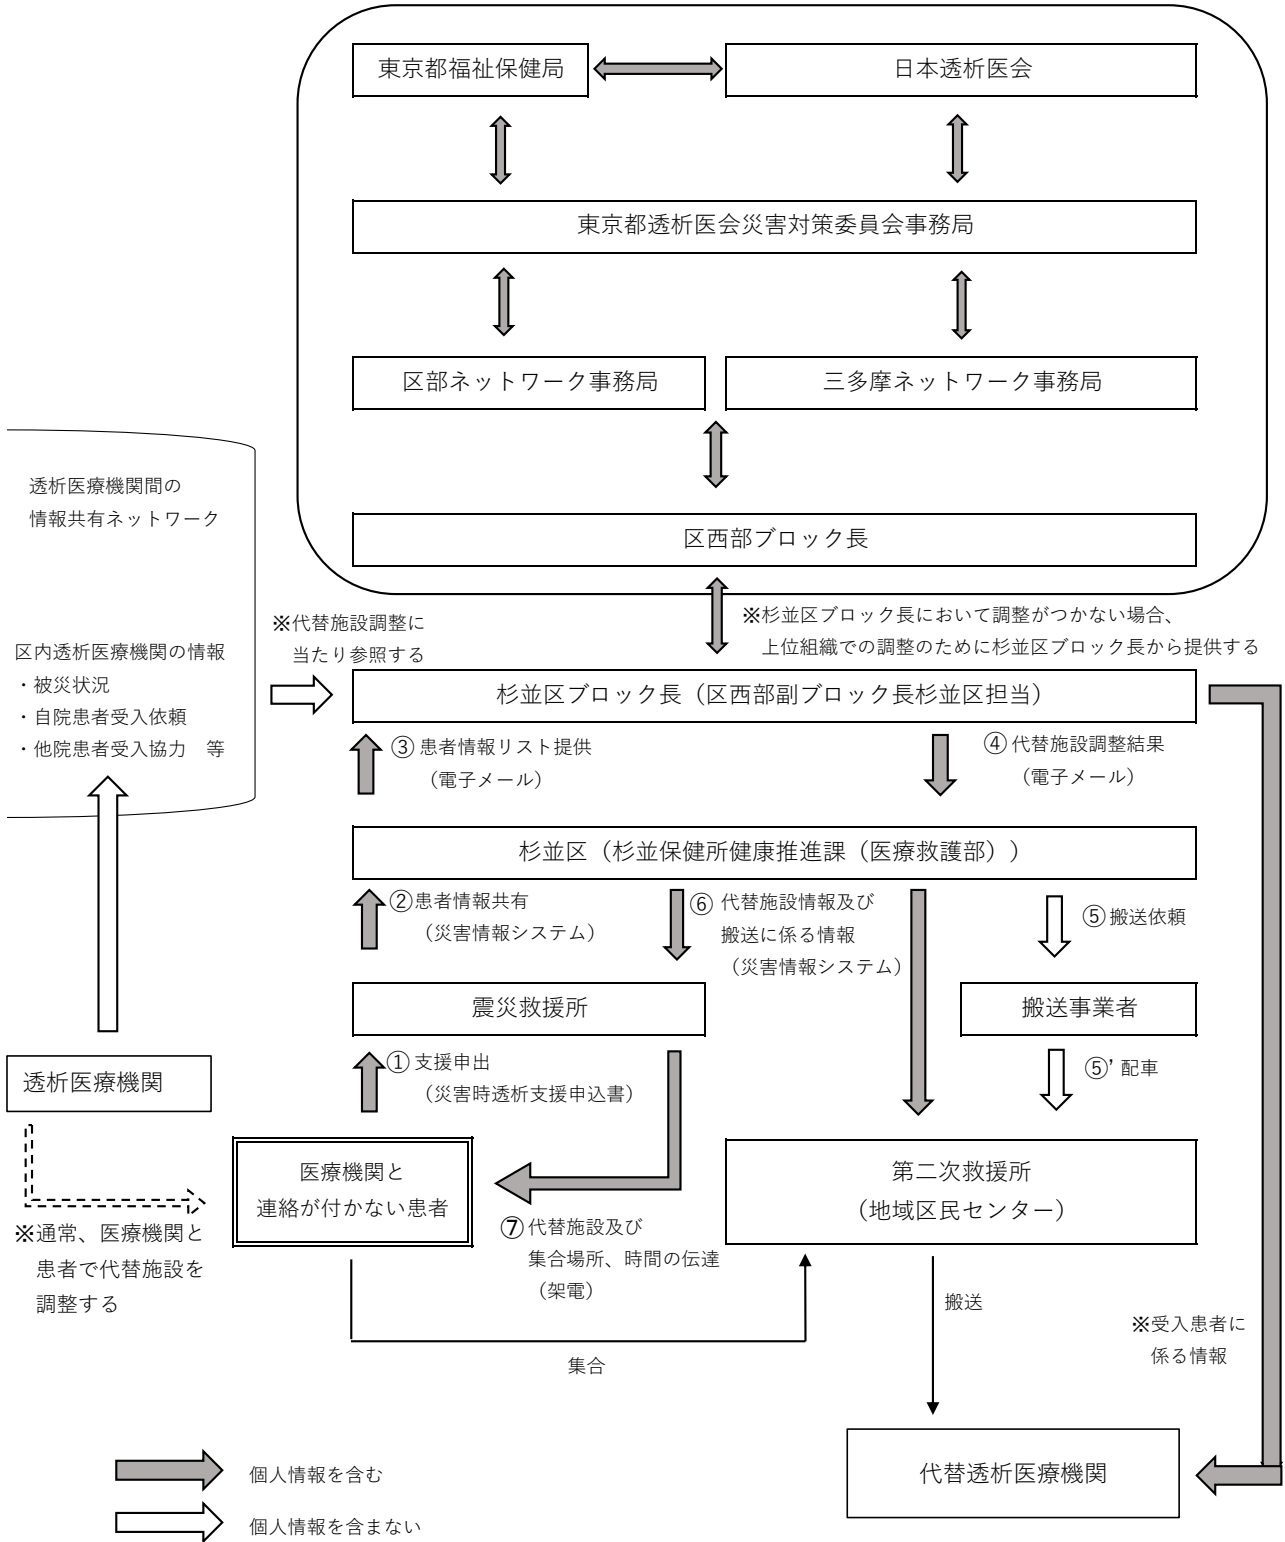 東京都福祉保健局
日本透析医会
東京都透析医会災害対策委員会事務局
区部ネットワーク事務局
三多摩ネットワーク事務局
区西部ブロック長
透析医療機関間の
情報共有ネットワーク
区内透析医療機関の情報
・被災状況
・自院患者受入依頼
・他院患者受入協力　等
※代替施設調整に
当たり参照する
※杉並区ブロック長において調整がつかない場合、
上位組織での調整のために杉並区ブロック長から提供する
杉並区ブロック長（区西部副ブロック長杉並区担当）
③患者情報リスト提供
（電子メール）
④代替施設調整結果
（電子メール）
杉並区（杉並保健所健康推進課（医療救護部））
②患者情報共有
（災害情報システム）
⑥ 代替施設情報及び
搬送に係る情報
（災害情報システム）
⑤搬送依頼
震災救援所
搬送事業者
①支援申出
（災害時透析支援申込書）
⑤’配車
透析医療機関
医療機関と
連絡が付かない患者
第二次救援所
（地域区民センター）
※通常、医療機関と
患者で代替施設を
調整する
⑦代替施設及び
集合場所、時間の伝達
（架電）
集合
搬送
※受入患者に
係る情報
代替透析医療機関
個人情報を含む
個人情報を含まない